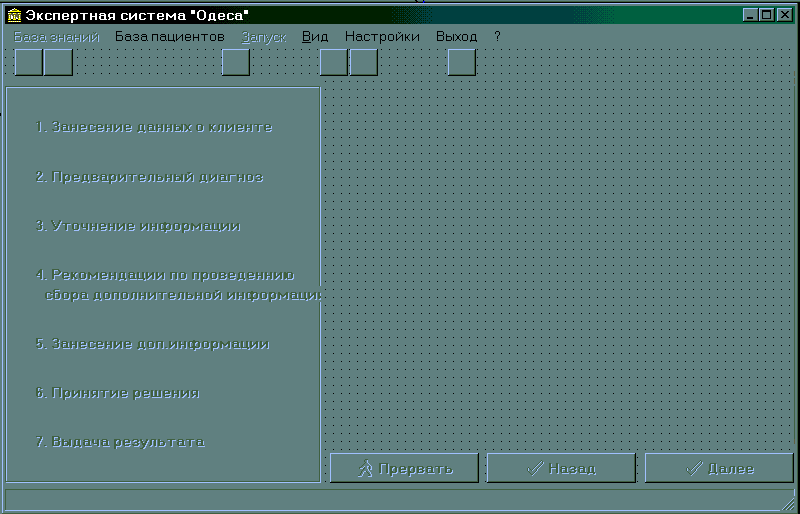 Экспертная система "Одеса"
База знаний База пациентов Запуск Вид Настройки Выход ?
1. Занесение данных о клиенте
2. Предварительный диагноз
3. Уточнение информации
4. Рекомендации по проведению
сбора дополнительной информации
5. Занесение доп.информации
6. Принятие решения
7. Выдача результата
Прервать Назад Далее